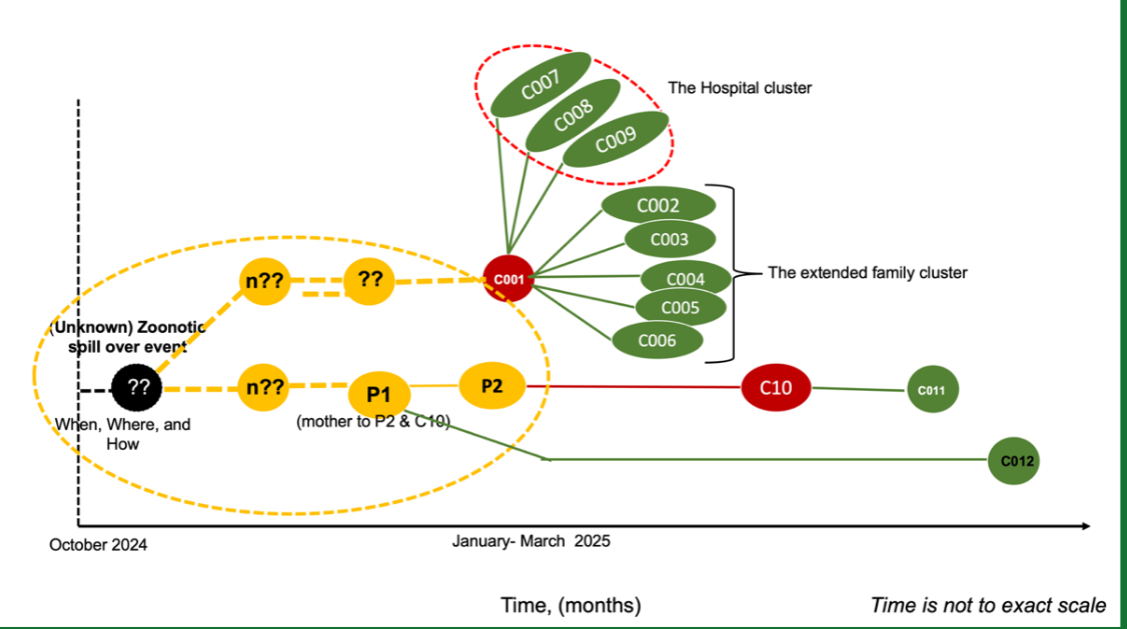 C007
C008
C009
The Hospital cluster
C002
C003
C004
C005
C006
The extended family cluster
n??
??
C001
(Unknown) Zoonotic
spill over event
??
When, Where, and
How
n??
P1
(mother to P2 & C10)
P2
C10
C011
C012
October 2024
January- March 2025
Time, (months)
Time is not to exact scale